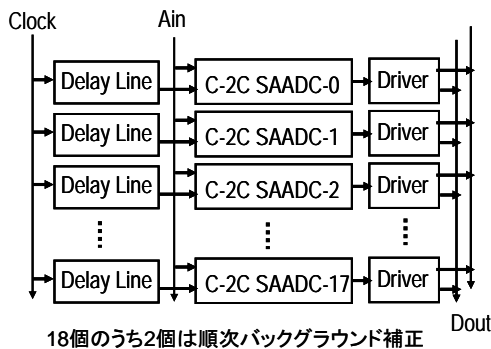 Clock Ain
Delay Line C-2C SAADC-0 Driver
Delay Line C-2C SAADC-1 Driver
Delay Line C-2C SAADC-2 Driver
Delay Line C-2C SAADC-17 Driver
Dout
18個のうち2個は順次バックグラウンド補正